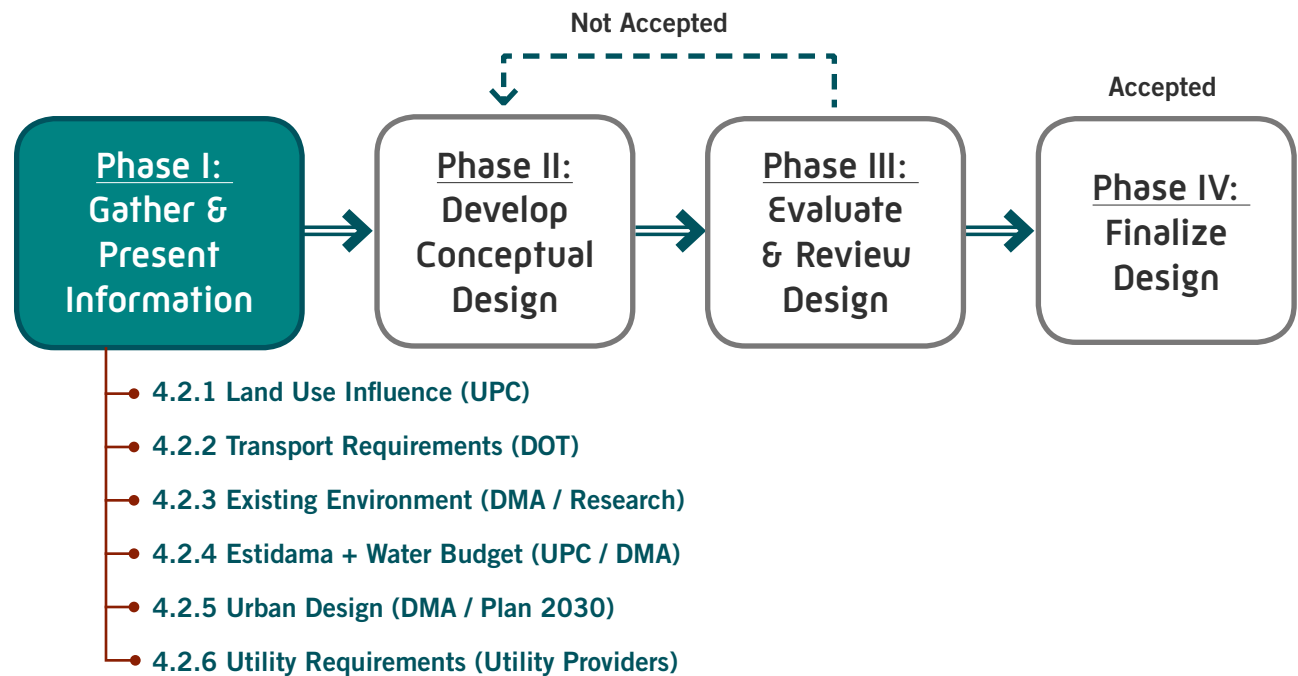 Not Accepted
Accepted
Phase I:
Gather &
Present
Information
Phase II:
Develop
Conceptual
Design
Phase III:
Evaluate
& Review
Design
Phase IV:
Finalize
Design
4.2.1 Land Use Influence (UPC)
4.2.2 Transport Requirements (DOT)
4.2.3 Existing Environment (DMA / Research)
4.2.4 Estidama + Water Budget (UPC / DMA)
4.2.5 Urban Design (DMA / Plan 2030)
4.2.6 Utility Requirements (Utility Providers)